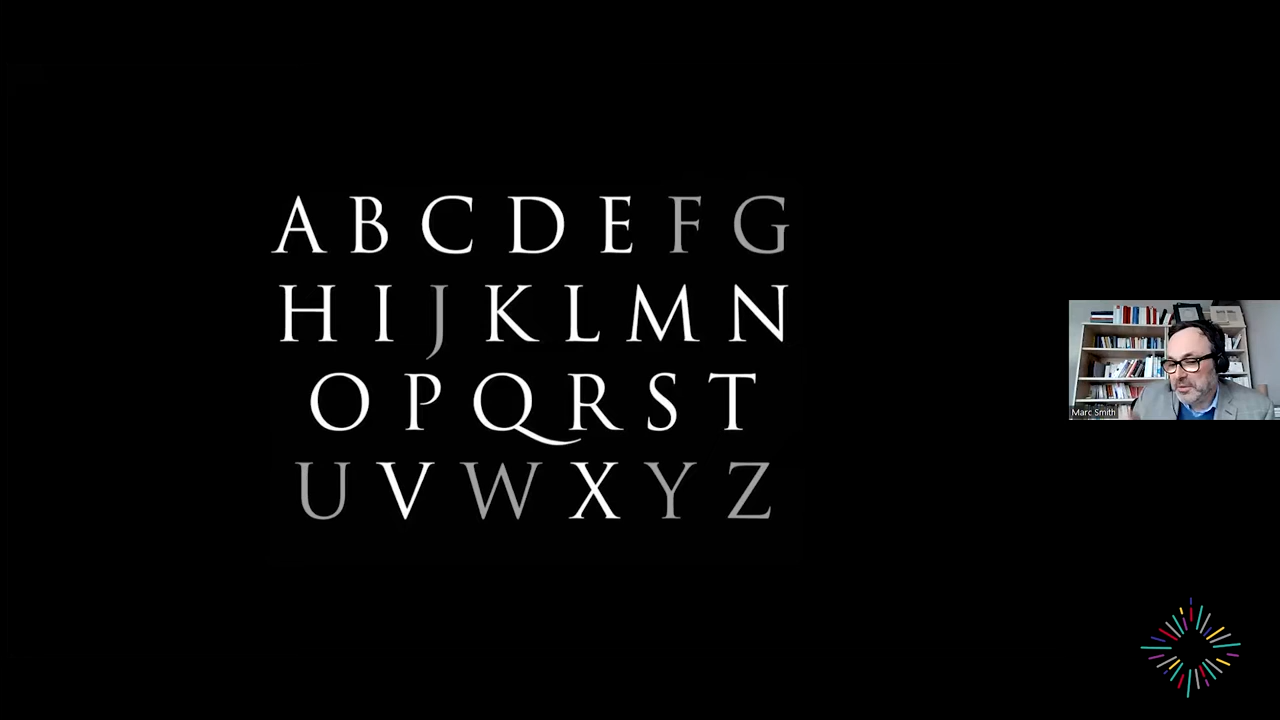 A B C D E F G
H I J K L M N
O P Q R S T
U V W X Y Z
Marc Smith